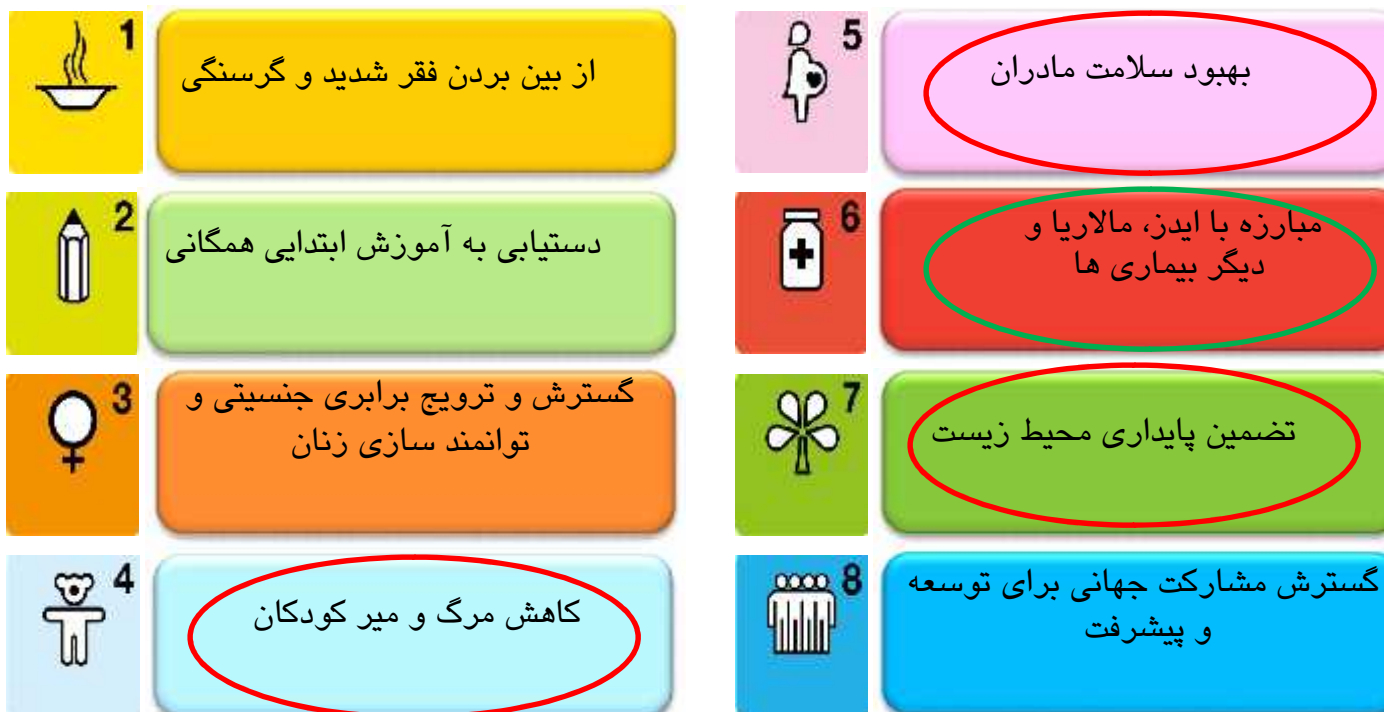 1
از بین بردن فقر شدید و گرسنگی
2
دستیابی به آموزش ابتدایی همگانی
3
گسترش و ترویج برابری جنسیتی و
توانمند سازی زنان
4
کاهش مرگ و میر کودکان
5
بهبود سلامت مادران
6
مبارزه با ایدز، مالاریا و
دیگر بیماری ها
7
تضمین پایداری محیط زیست
8
گسترش مشارکت جهانی برای توسعه
و پیشرفت